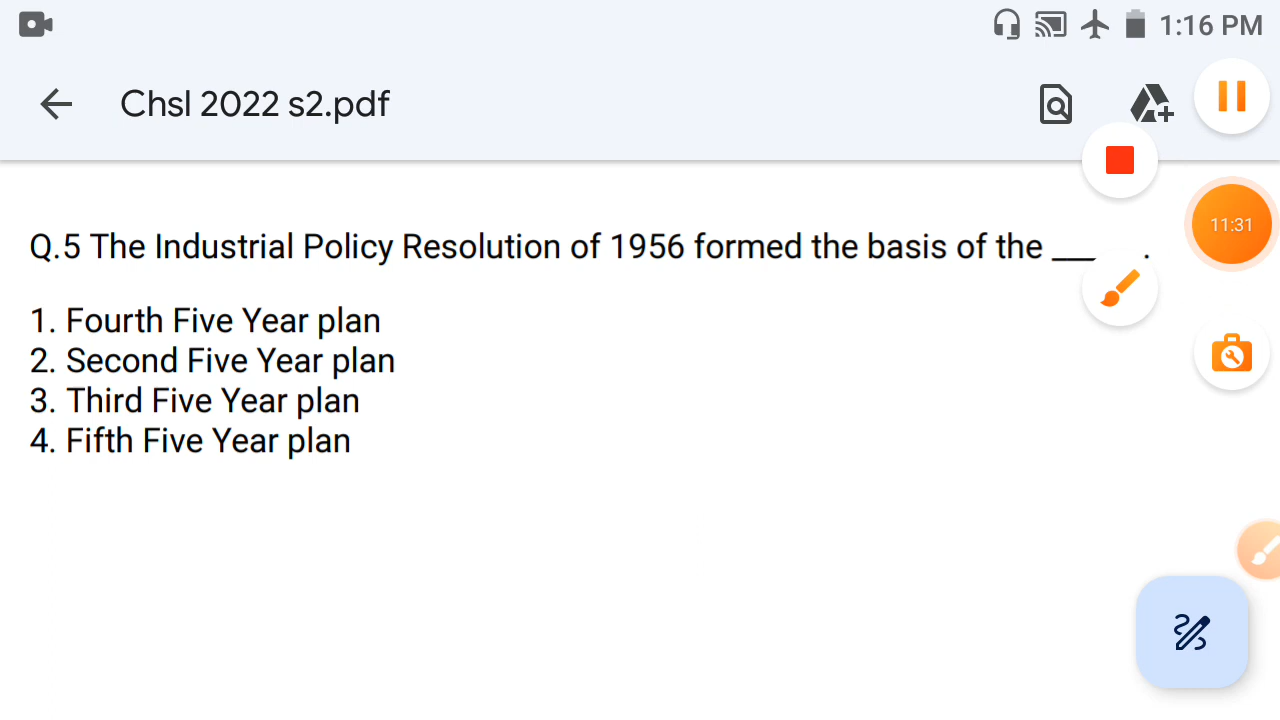 1:16 PM
Chsl 2022 s2.pdf
11:31
Q.5 The Industrial Policy Resolution of 1956 formed the basis of the ___ .
1. Fourth Five Year plan
2. Second Five Year plan
3. Third Five Year plan
4. Fifth Five Year plan